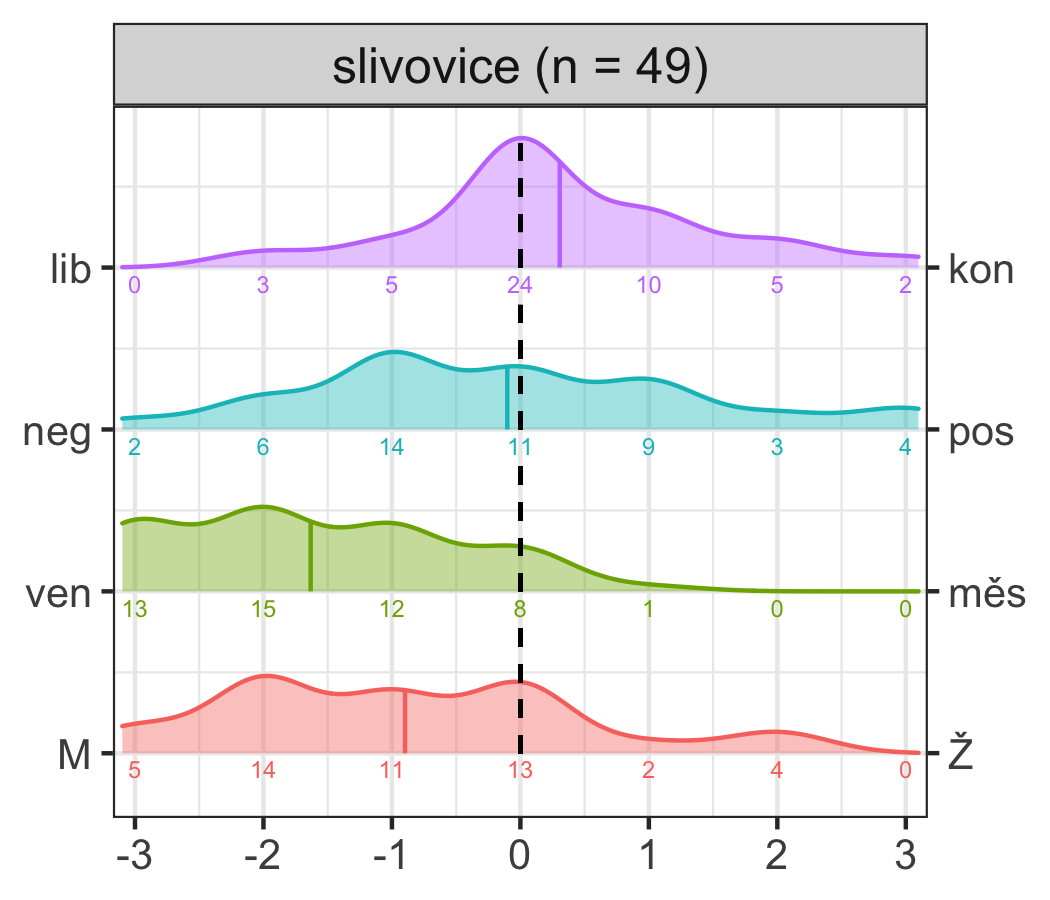 slivovice (n = 49)
lib kon
0 3 5 24 10 5 2
neg pos
2 6 14 11 9 3 4
ven měs
13 15 12 8 1 0 0
M Ž
5 14 11 13 2 4 0
-3 -2 -1 0 1 2 3